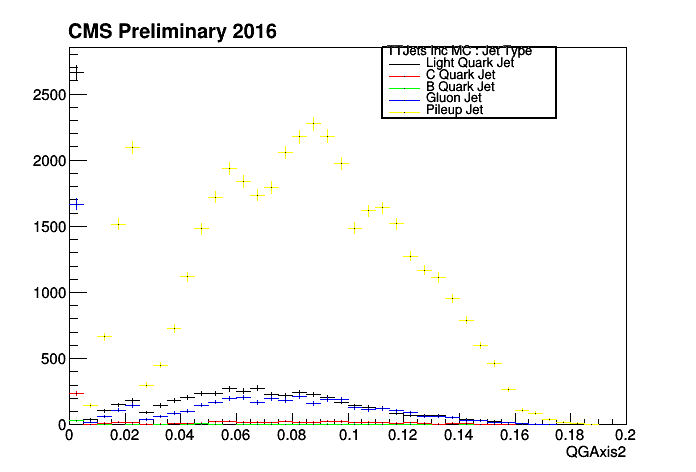 CMS Preliminary 2016
TTJets Inc MC : Jet Type
Light Quark Jet
C Quark Jet
B Quark Jet
Gluon Jet
Pileup Jet
2500
2000
1500
1000
500
0
0 0.02 0.04 0.06 0.08 0.1 0.12 0.14 0.16 0.18 0.2
QGAxis2